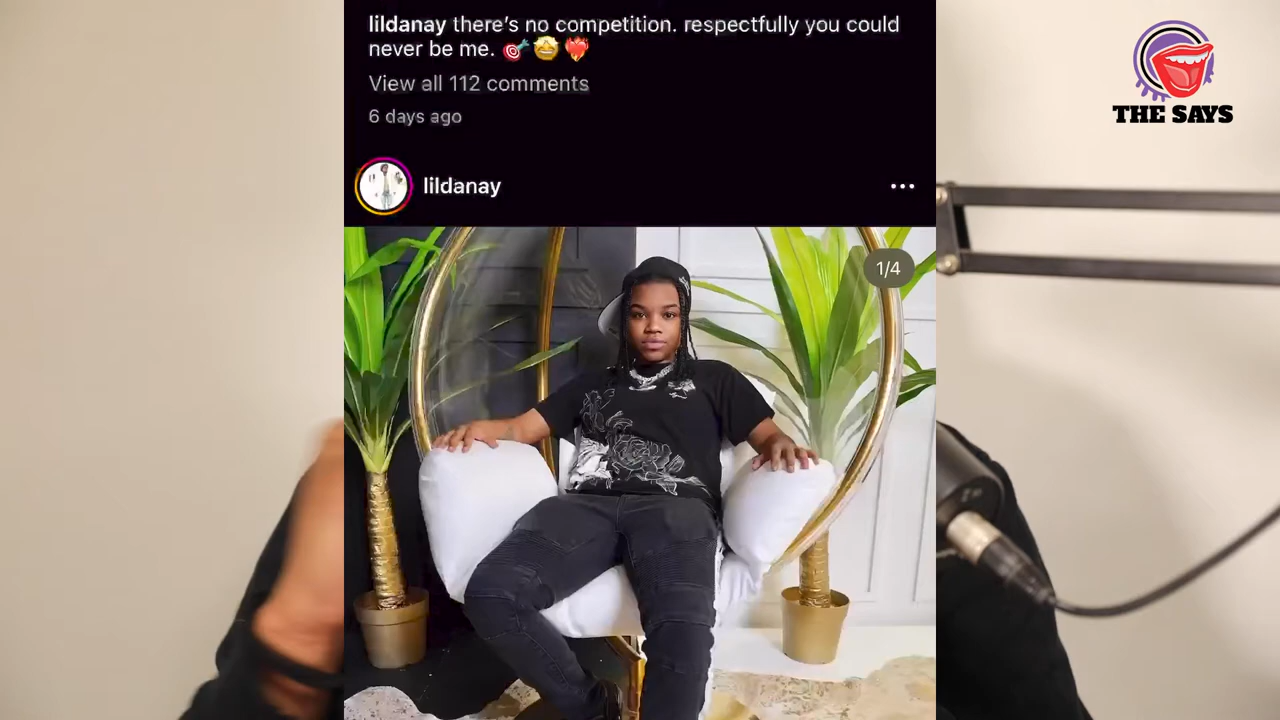 lildanay there's no competition. respectfully you could
never be me. 🎯🤩❤️‍🔥
View all 112 comments
6 days ago
THE SAYS
lildanay
1/4